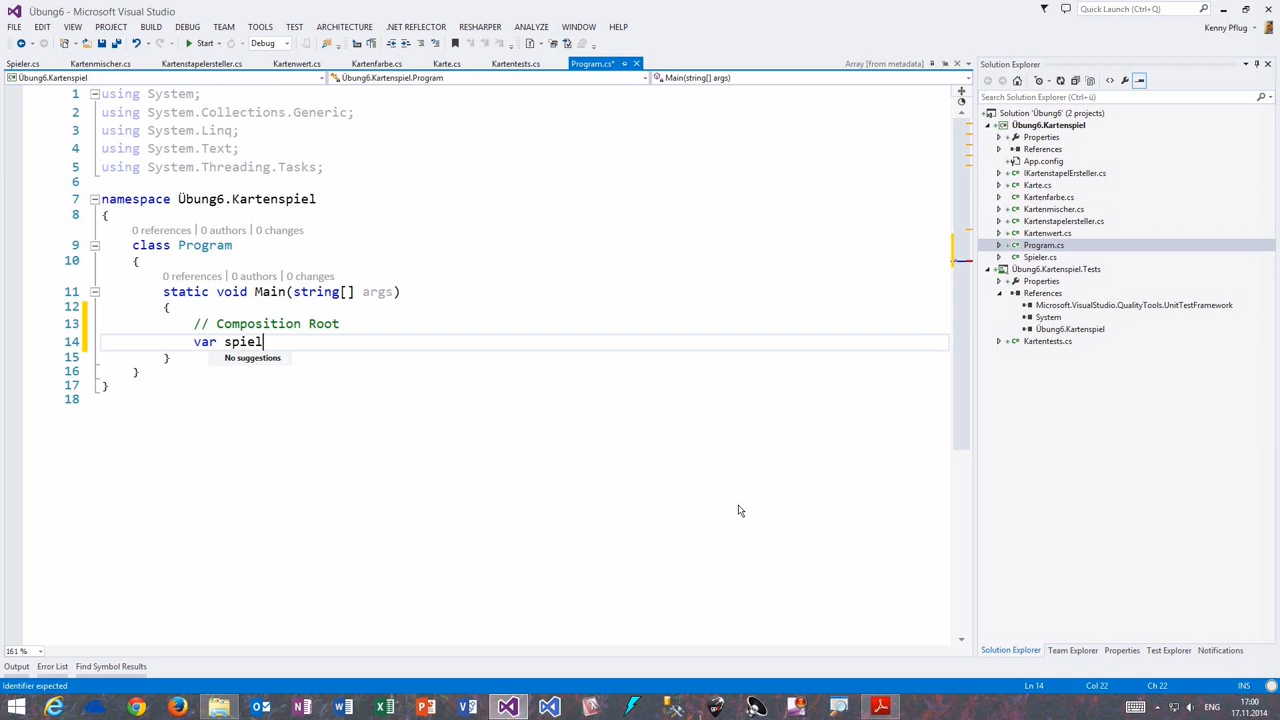 Übung6 - Microsoft Visual Studio
Quick Launch (Ctrl+Q)
FILE EDIT VIEW PROJECT BUILD DEBUG TEAM TOOLS TEST ARCHITECTURE .NET REFLECTOR RESHARPER ANALYZE WINDOW HELP
Kenny Pflug
Start Debug
Spieler.cs Kartenmischer.cs Kartenstapelersteller.cs Kartenwert.cs Kartenfarbe.cs Karte.cs Kartentests.cs Program.cs* Array [from metadata]
Übung6.Kartenspiel Übung6.Kartenspiel.Program Main(string[] args)
1 using System;
2 using System.Collections.Generic;
3 using System.Linq;
4 using System.Text;
5 using System.Threading.Tasks;
6
7 namespace Übung6.Kartenspiel
8 {
0 references | 0 authors | 0 changes
9 class Program
10 {
0 references | 0 authors | 0 changes
11 static void Main(string[] args)
12 {
13 // Composition Root
14 var spiel
15 }
No suggestions
16 }
17 }
18
161 %
Solution Explorer
Search Solution Explorer (Ctrl+ü)
Solution 'Übung6' (2 projects)
Übung6.Kartenspiel
Properties
References
App.config
IKartenstapelErsteller.cs
Karte.cs
Kartenfarbe.cs
Kartenmischer.cs
Kartenstapelersteller.cs
Kartenwert.cs
Program.cs
Spieler.cs
Übung6.Kartenspiel.Tests
Properties
References
Microsoft.VisualStudio.QualityTools.UnitTestFramework
System
Übung6.Kartenspiel
Kartentests.cs
Solution Explorer Team Explorer Properties Test Explorer Notifications
Output Error List Find Symbol Results
Identifier expected Ln 14 Col 22 Ch 22 INS
ENG
17:00
17.11.2014